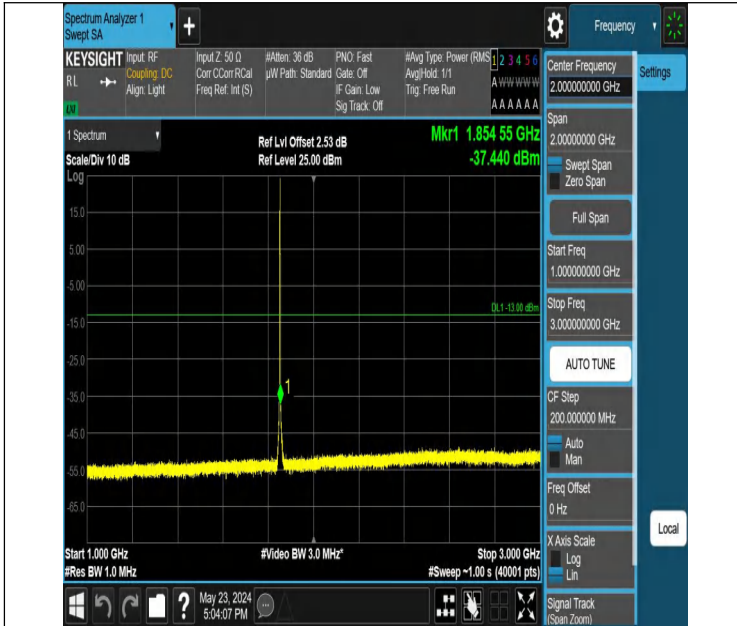 Spectrum Analyzer 1
Swept SA
+
Frequency
KEYSIGHT
RL
Input: RF
Coupling: DC
Align: Light
Input Z: 50 Ω
Corr CCorr RCal
Freq Ref: Int (S)
#Atten: 36 dB
µW Path: Standard
PNO: Fast
Gate: Off
IF Gain: Low
Sig Track: Off
#Avg Type: Power (RMS
Avg|Hold: 1/1
Trig: Free Run
1 2 3 4 5 6
A W W W W W
A A A A A A
1 Spectrum
Scale/Div 10 dB
Log
Ref Lvl Offset 2.53 dB
Ref Level 25.00 dBm
Mkr1 1.854 55 GHz
-37.440 dBm
15.0
5.00
-5.00
-15.0
-25.0
-35.0
-45.0
-55.0
-65.0
DL1 -13.00 dBm
1
Start 1.000 GHz
#Res BW 1.0 MHz
#Video BW 3.0 MHz*
Stop 3.000 GHz
#Sweep ~1.00 s (40001 pts)
?
May 23, 2024
5:04:07 PM
Center Frequency
2.000000000 GHz
Span
2.00000000 GHz
Swept Span
Zero Span
Full Span
Start Freq
1.000000000 GHz
Stop Freq
3.000000000 GHz
AUTO TUNE
CF Step
200.000000 MHz
Auto
Man
Freq Offset
0 Hz
X Axis Scale
Log
Lin
Signal Track
(Span Zoom)
Settings
Local